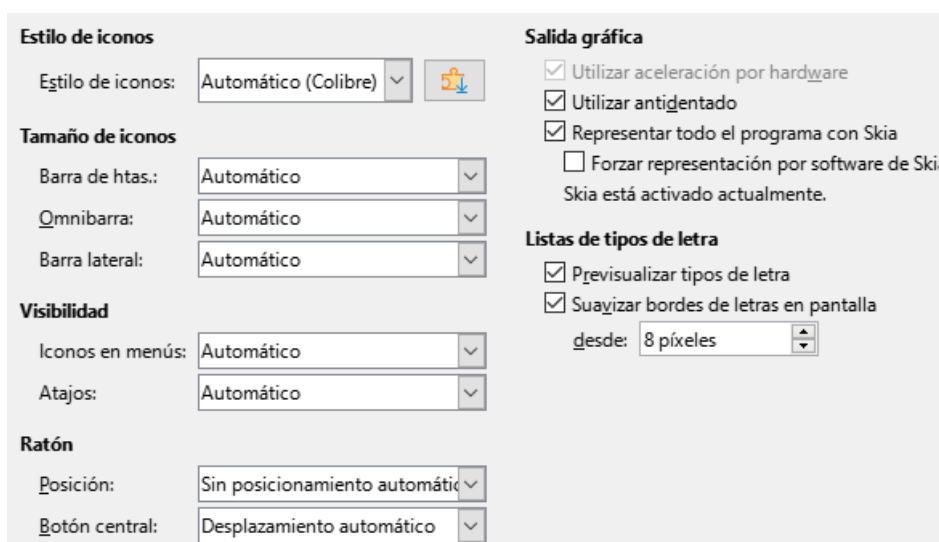 Estilo de iconos
Estilo de iconos: Automático (Colibre)
Tamaño de iconos
Barra de htas.: Automático
Omnibarra: Automático
Barra lateral: Automático
Visibilidad
Iconos en menús: Automático
Atajos: Automático
Ratón
Posición: Sin posicionamiento automátic
Botón central: Desplazamiento automático
Salida gráfica
Utilizar aceleración por hardware
Utilizar antidentado
Representar todo el programa con Skia
Forzar representación por software de Skia
Skia está activado actualmente.
Listas de tipos de letra
Previsualizar tipos de letra
Suavizar bordes de letras en pantalla
desde: 8 píxeles